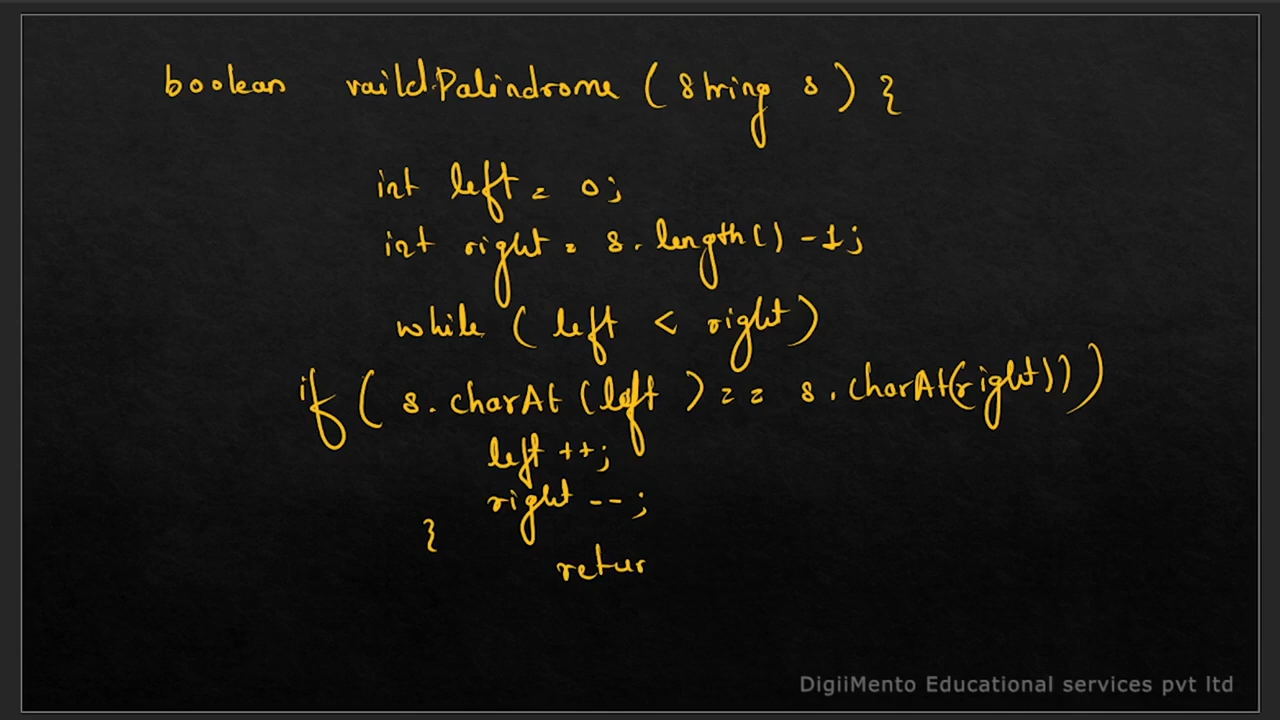 boolean vaildPalindrome (String s) {
int left = 0;
int right = s.length() -1;
while (left < right)
if (s.charAt (left ) == s.charAt(right)))
left ++;
right --;
}
retur
DigiiMento Educational services pvt ltd